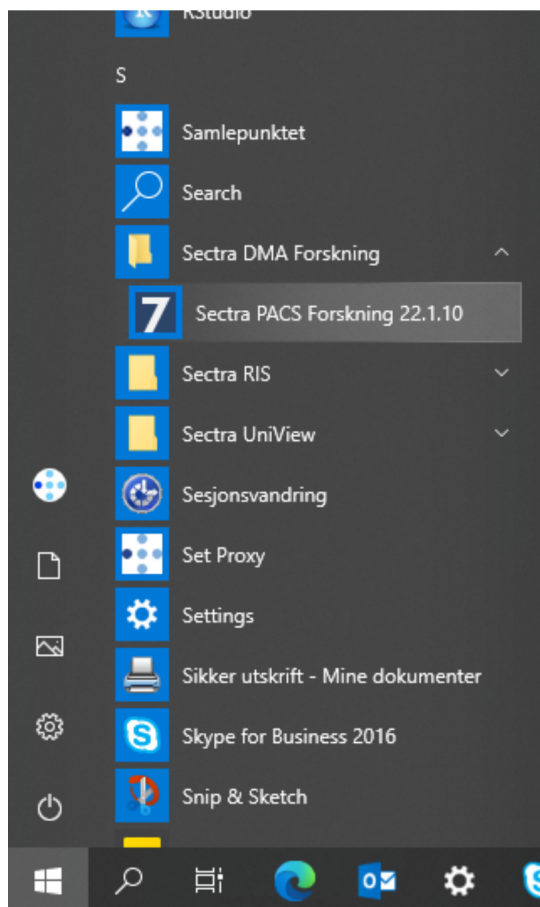 RStudio
S
Samlepunktet
Search
Sectra DMA Forskning
7 Sectra PACS Forskning 22.1.10
Sectra RIS
Sectra UniView
Sesjonsvandring
Set Proxy
Settings
Sikker utskrift - Mine dokumenter
S Skype for Business 2016
Snip & Sketch